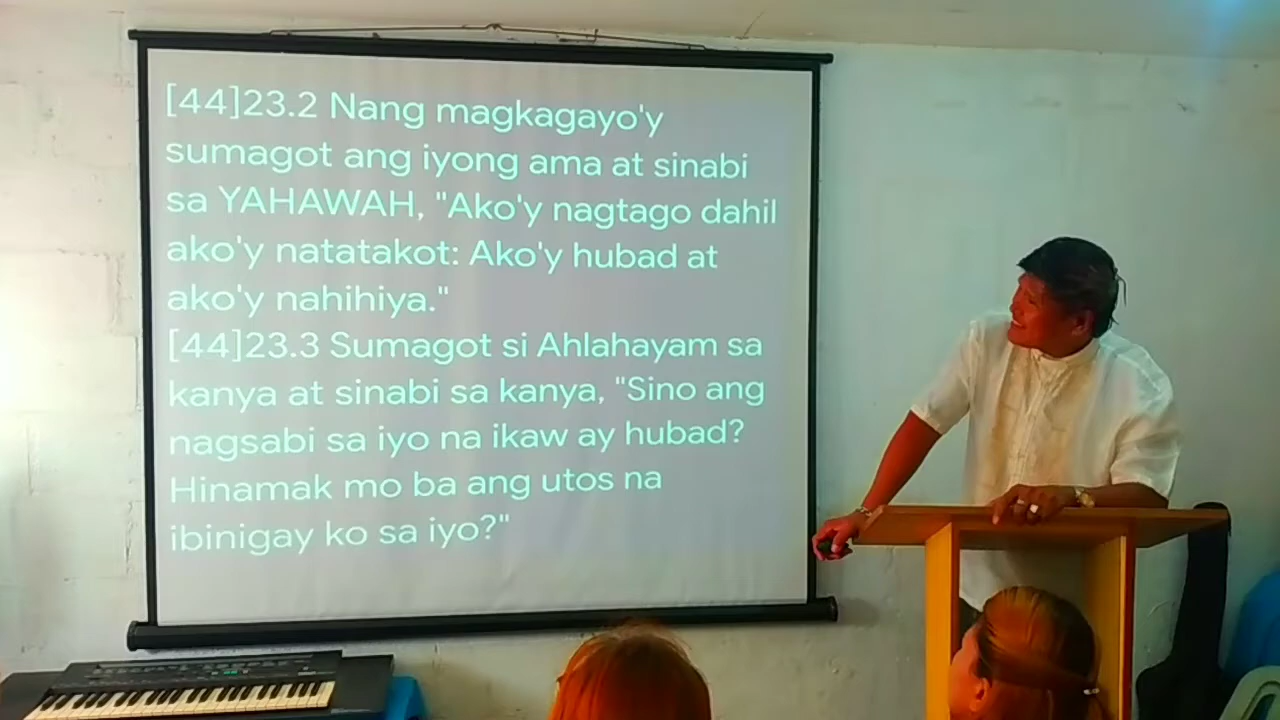 [44]23.2 Nang magkagayo'y
sumagot ang iyong ama at sinabi
sa YAHAWAH, "Ako'y nagtago dahil
ako'y natatakot: Ako'y hubad at
ako'y nahihiya."
[44]23.3 Sumagot si Ahlahayam sa
kanya at sinabi sa kanya, "Sino ang
nagsabi sa iyo na ikaw ay hubad?
Hinamak mo ba ang utos na
ibinigay ko sa iyo?"